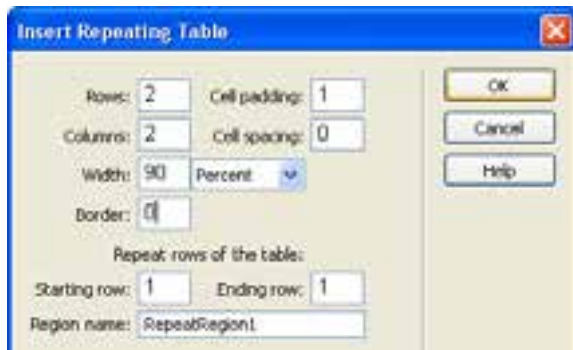 Insert Repeating Table
Rows: 2 Cell padding: 1 OK
Columns: 2 Cell spacing: 0 Cancel
Width: 90 Percent Help
Border: 0
Repeat rows of the table:
Starting row: 1 Ending row: 1
Region name: RepeatRegion1